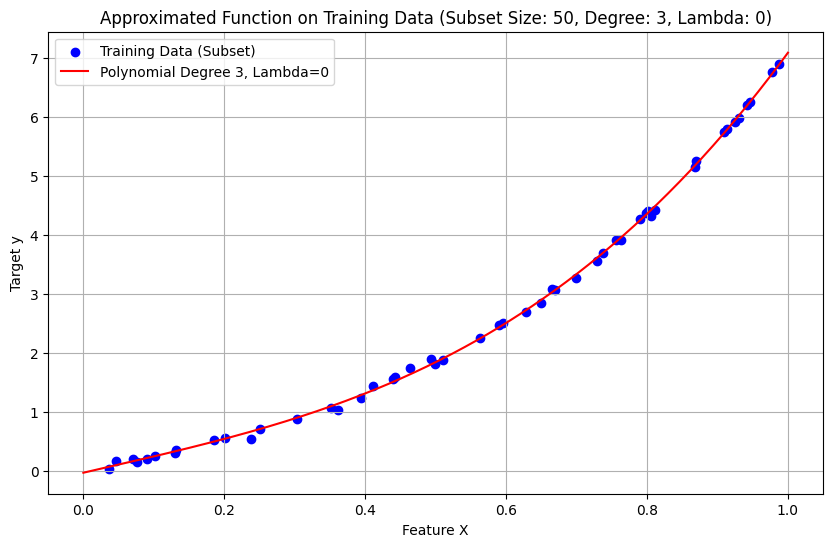 Approximated Function on Training Data (Subset Size: 50, Degree: 3, Lambda: 0)
Training Data (Subset)
Polynomial Degree 3, Lambda=0
7
6
5
4
3
2
1
0
Target y
0.0 0.2 0.4 0.6 0.8 1.0
Feature X